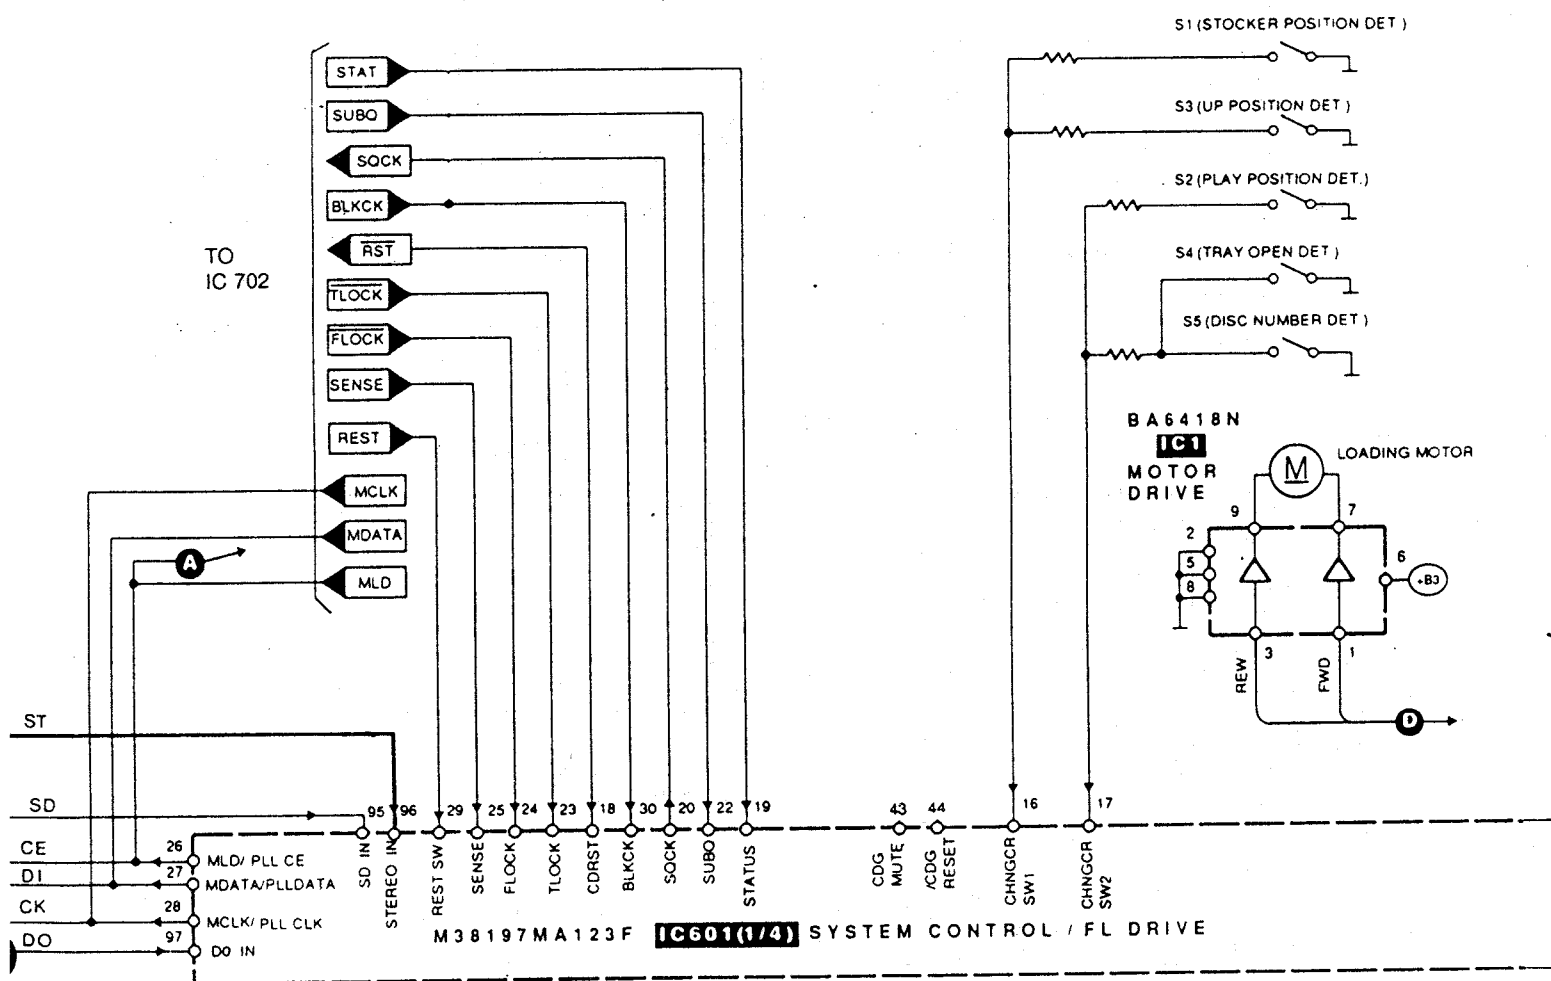 S1 (STOCKER POSITION DET )
STAT
SUBQ
S3 (UP POSITION DET )
SQCK
S2 (PLAY POSITION DET.)
BLKCK
TO
IC 702
RST
S4 (TRAY OPEN DET )
TLOCK
S5 (DISC NUMBER DET )
FLOCK
SENSE
REST
BA6418N
IC1
MOTOR
DRIVE
LOADING MOTOR
M
MCLK
MDATA
A
MLD
9
7
2
5
8
6
+B3
3
1
REW
FWD
D
ST
SD
95
96
29
25
24
23
18
30
20
22
19
43
44
16
17
CE
26
MLD/ PLL CE
DI
27
MDATA/PLLDATA
CK
28
MCLK/ PLL CLK
DO
97
DO IN
SD IN
STEREO IN
REST SW
SENSE
FLOCK
TLOCK
CDRST
BLKCK
SQCK
SUBQ
STATUS
CDG
MUTE
/CDG
RESET
CHNGCR
SW1
CHNGCR
SW2
M38197MA123F IC601(1/4) SYSTEM CONTROL / FL DRIVE